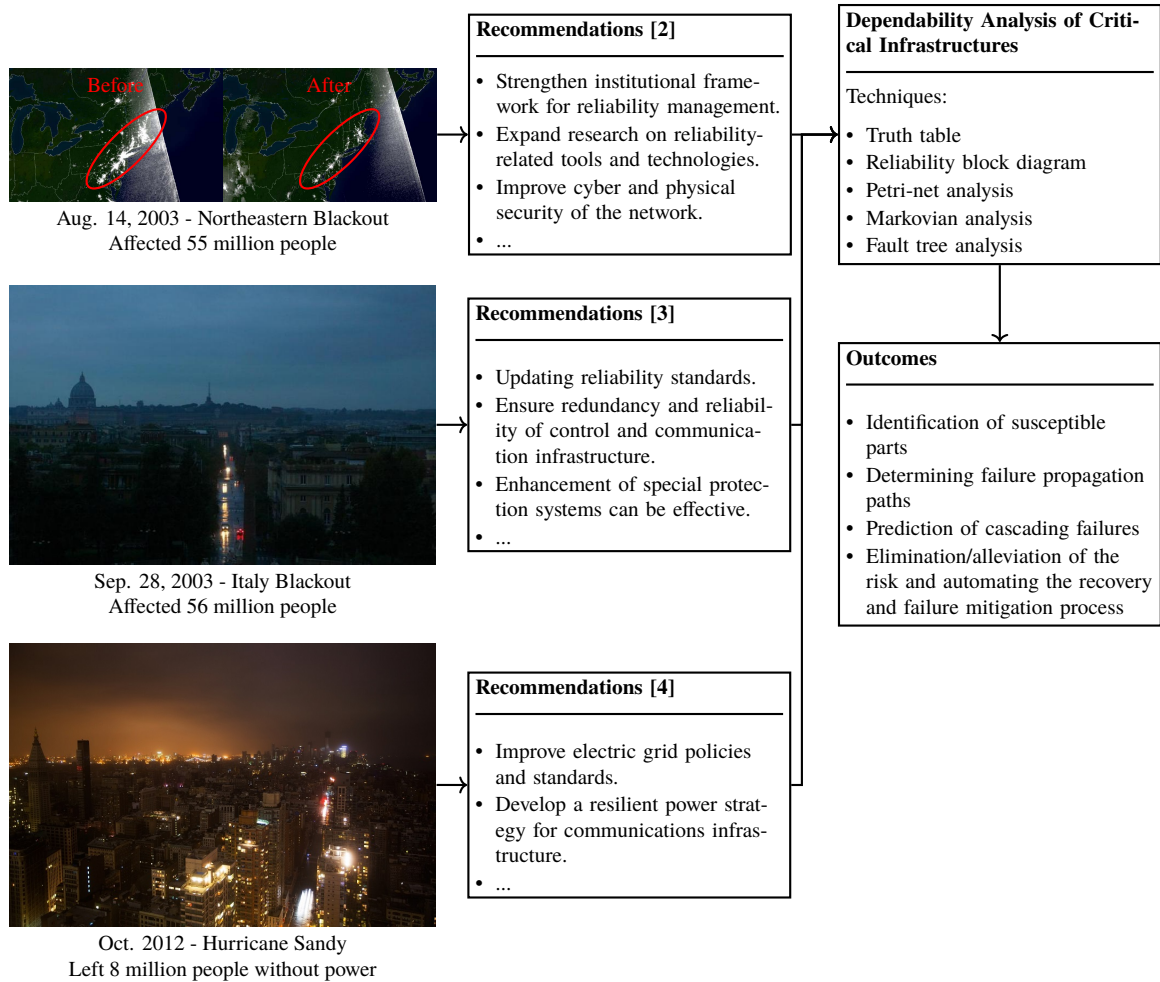 Before
After
Aug. 14, 2003 - Northeastern Blackout
Affected 55 million people
Recommendations [2]
• Strengthen institutional frame-
work for reliability management.
• Expand research on reliability-
related tools and technologies.
• Improve cyber and physical
security of the network.
• ...
Sep. 28, 2003 - Italy Blackout
Affected 56 million people
Recommendations [3]
• Updating reliability standards.
• Ensure redundancy and reliabil-
ity of control and communica-
tion infrastructure.
• Enhancement of special protec-
tion systems can be effective.
• ...
Oct. 2012 - Hurricane Sandy
Left 8 million people without power
Recommendations [4]
• Improve electric grid policies
and standards.
• Develop a resilient power strat-
egy for communications infras-
tructure.
• ...
Dependability Analysis of Criti-
cal Infrastructures
Techniques:
• Truth table
• Reliability block diagram
• Petri-net analysis
• Markovian analysis
• Fault tree analysis
Outcomes
• Identification of susceptible
parts
• Determining failure propagation
paths
• Prediction of cascading failures
• Elimination/alleviation of the
risk and automating the recovery
and failure mitigation process